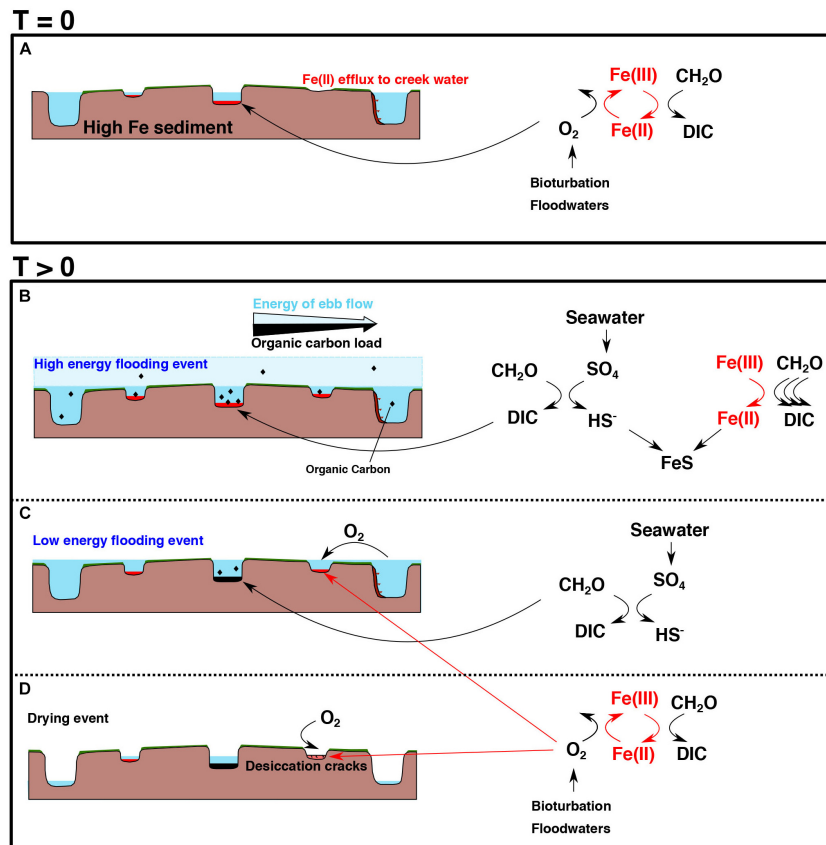 T = 0
A
Fe(II) efflux to creek water
High Fe sediment
Fe(III)
CH2O
O2
Fe(II)
DIC
Bioturbation
Floodwaters
T > 0
B
Energy of ebb flow
Organic carbon load
High energy flooding event
Organic Carbon
Seawater
CH2O
SO4
DIC
HS-
Fe(III)
CH2O
Fe(II)
DIC
FeS
C
Low energy flooding event
O2
Seawater
CH2O
SO4
DIC
HS-
D
Drying event
O2
Desiccation cracks
Fe(III)
CH2O
O2
Fe(II)
DIC
Bioturbation
Floodwaters